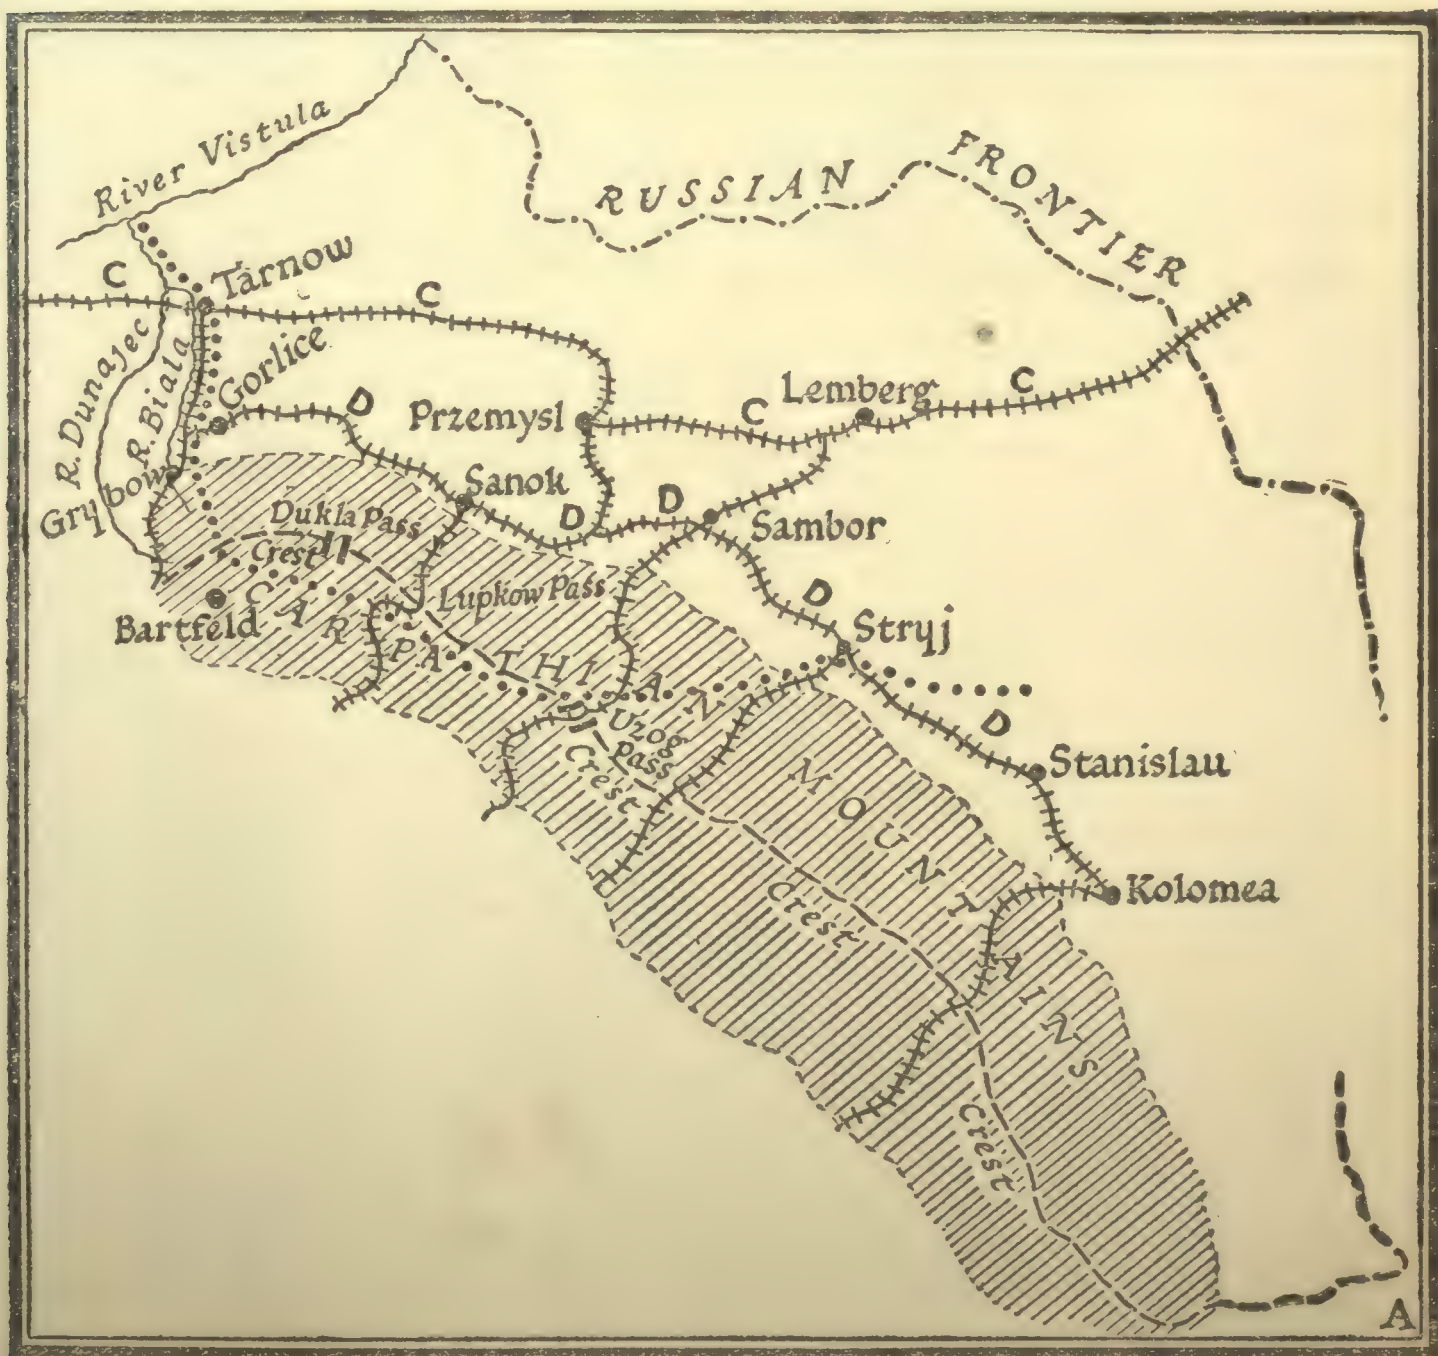 River Vistula
RUSSIAN FRONTIER
C
Tarnow
C
R. Dunajec
R. Biala
Gorlice
D
Przemysl
C
Lemberg
C
Grybow
Sanok
D
D
Sambor
Dukla Pass
Crest
Lupkow Pass
D
Bartfeld
Stryj
CARPATHIAN MOUNTAINS
Uzog
Pass
D
Crest
Stanislau
Crest
Kolomea
Crest
A